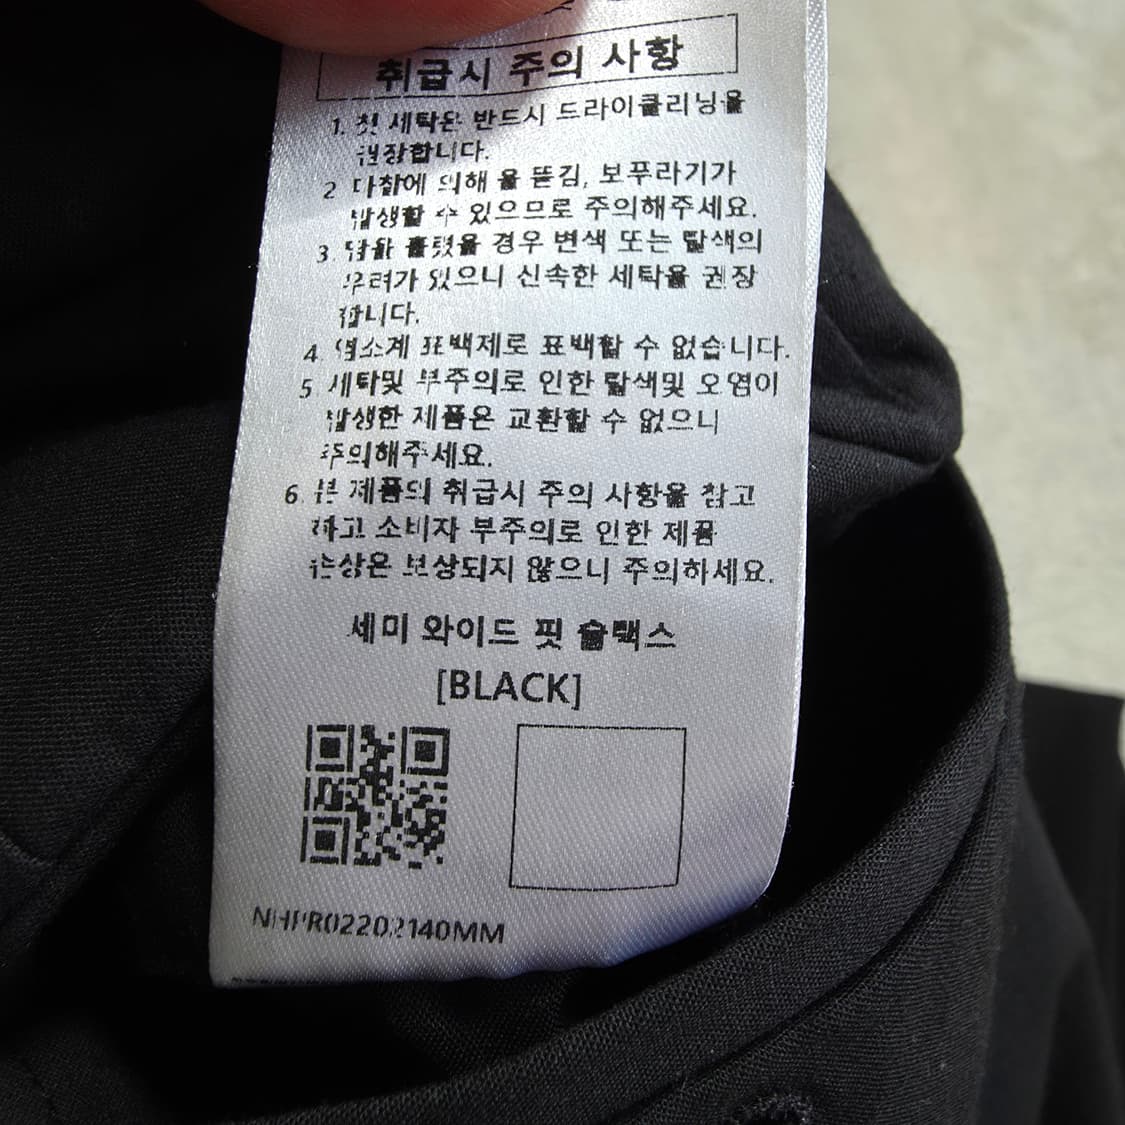 취급시 주의 사항
1. 첫 세탁은 반드시 드라이클리닝을
권장합니다.
2 마찰에 의해 올 뜯김, 보푸라기가
발생할 수 있으므로 주의해주세요.
3. 땀을 흘렸을 경우 변색 또는 탈색의
우려가 있으니 신속한 세탁을 권장
합니다.
4. 염소계 표백제로 표백할 수 없습니다.
5 세탁및 부주의로 인한 탈색및 오염이
발생한 제품은 교환할 수 없으니
주의해주세요.
6. 본 제품의 취급시 주의 사항을 참고
하고 소비자 부주의로 인한 제품
손상은 보상되지 않으니 주의하세요.
세미 와이드 핏 슬랙스
[BLACK]
NHPR02202140MM